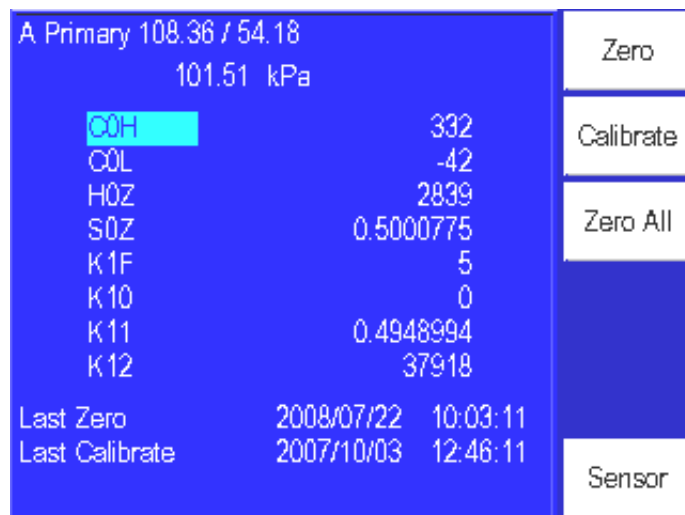 A Primary 108.36 / 54.18
101.51 kPa
C0H 332
C0L -42
H0Z 2839
S0Z 0.5000775
K1F 5
K10 0
K11 0.4948994
K12 37918
Last Zero 2008/07/22 10:03:11
Last Calibrate 2007/10/03 12:46:11
Zero
Calibrate
Zero All
Sensor